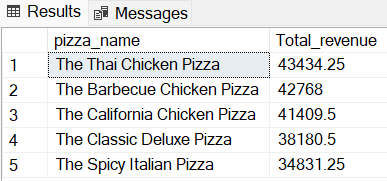 Results Messages
pizza_name Total_revenue
1 The Thai Chicken Pizza 43434.25
2 The Barbecue Chicken Pizza 42768
3 The California Chicken Pizza 41409.5
4 The Classic Deluxe Pizza 38180.5
5 The Spicy Italian Pizza 34831.25